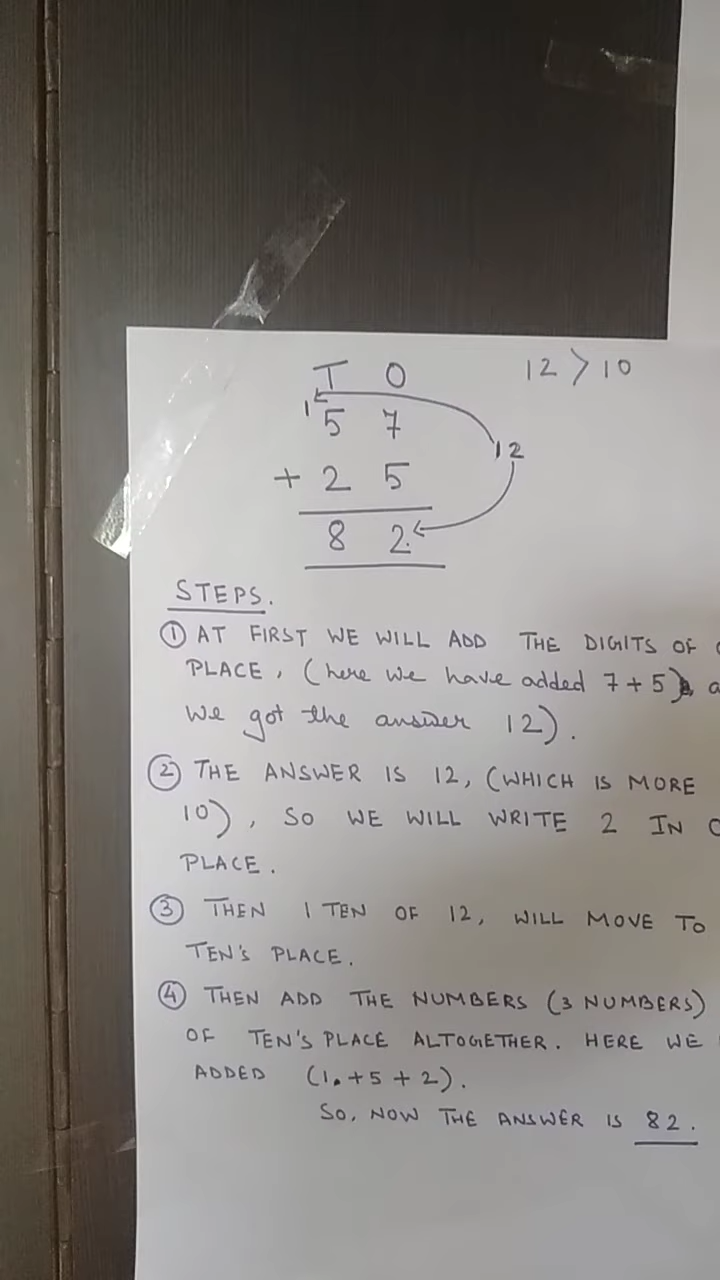 T O
12 > 10
1 5 7
12
+ 2 5
8 2
STEPS.
① AT FIRST WE WILL ADD THE DIGITS OF
PLACE, (here we have added 7 + 5)
we got the answer 12).
② THE ANSWER IS 12, (WHICH IS MORE
10), SO WE WILL WRITE 2 IN
PLACE.
③ THEN 1 TEN OF 12, WILL MOVE TO
TEN'S PLACE.
④ THEN ADD THE NUMBERS (3 NUMBERS)
OF TEN'S PLACE ALTOGETHER. HERE WE
ADDED (1+5+2).
SO, NOW THE ANSWER IS 82.